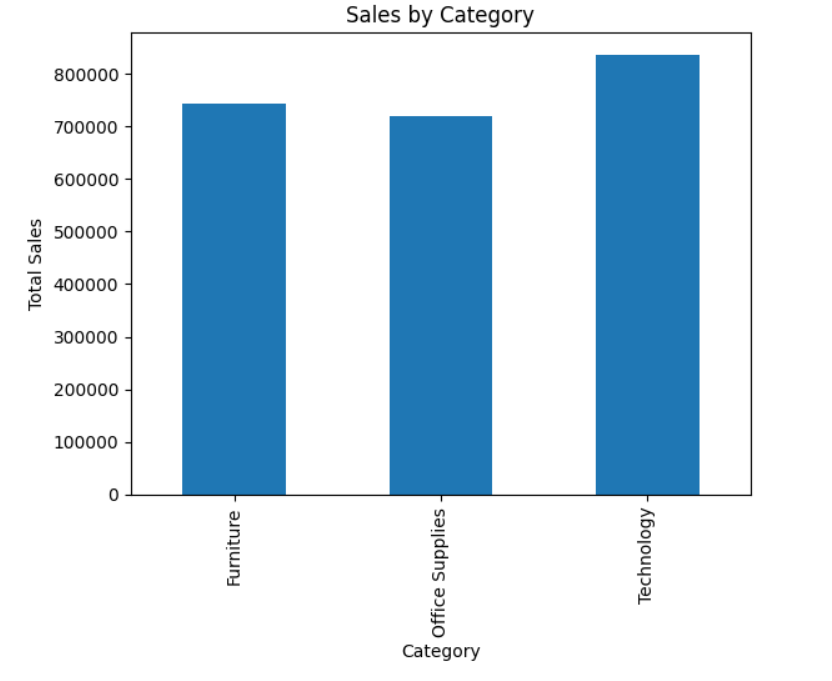 Sales by Category
Total Sales
800000
700000
600000
500000
400000
300000
200000
100000
0
Furniture
Office Supplies
Technology
Category